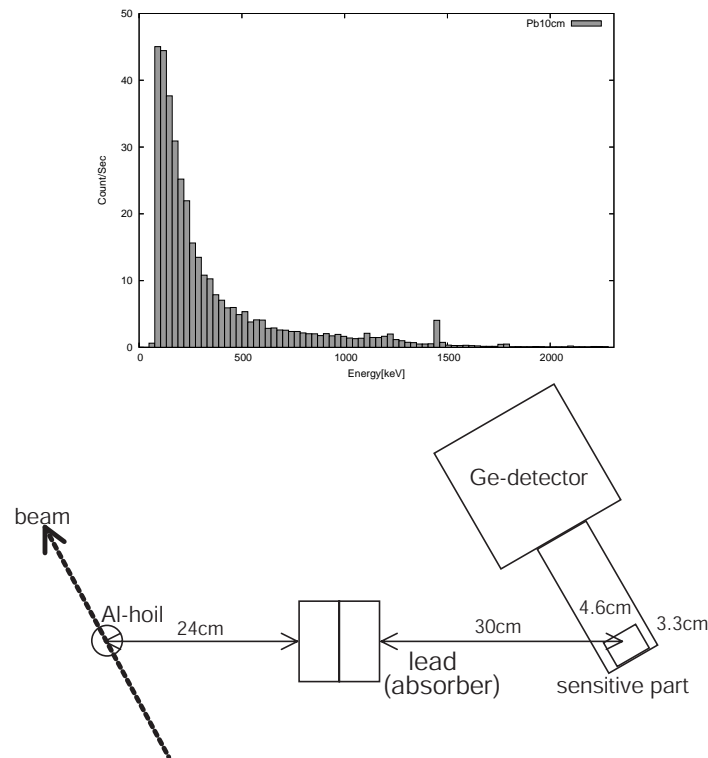 50
Pb10cm
40
30
Count/Sec
20
10
0
0 500 1000 1500 2000
Energy[keV]
Ge-detector
beam
4.6cm
Al-hoil
3.3cm
24cm
30cm
lead
(absorber)
sensitive part